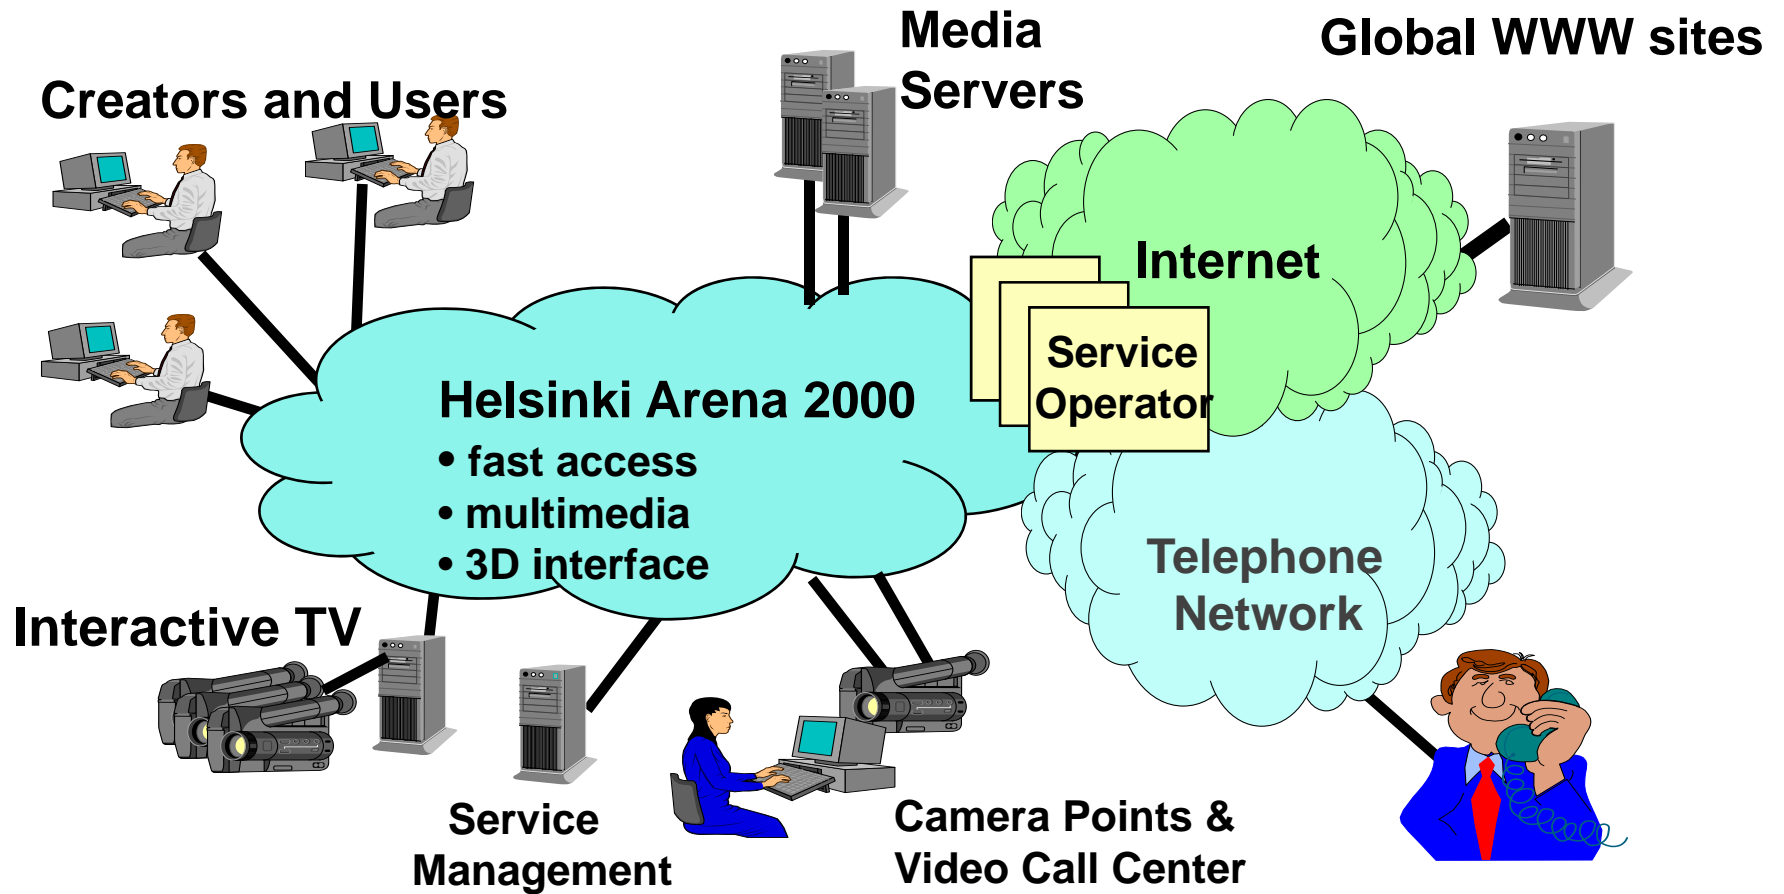 Media
Servers
Global WWW sites
Creators and Users
Internet
Service
Operator
Helsinki Arena 2000
• fast access
• multimedia
• 3D interface
Telephone
Network
Interactive TV
Service
Management
Camera Points &
Video Call Center